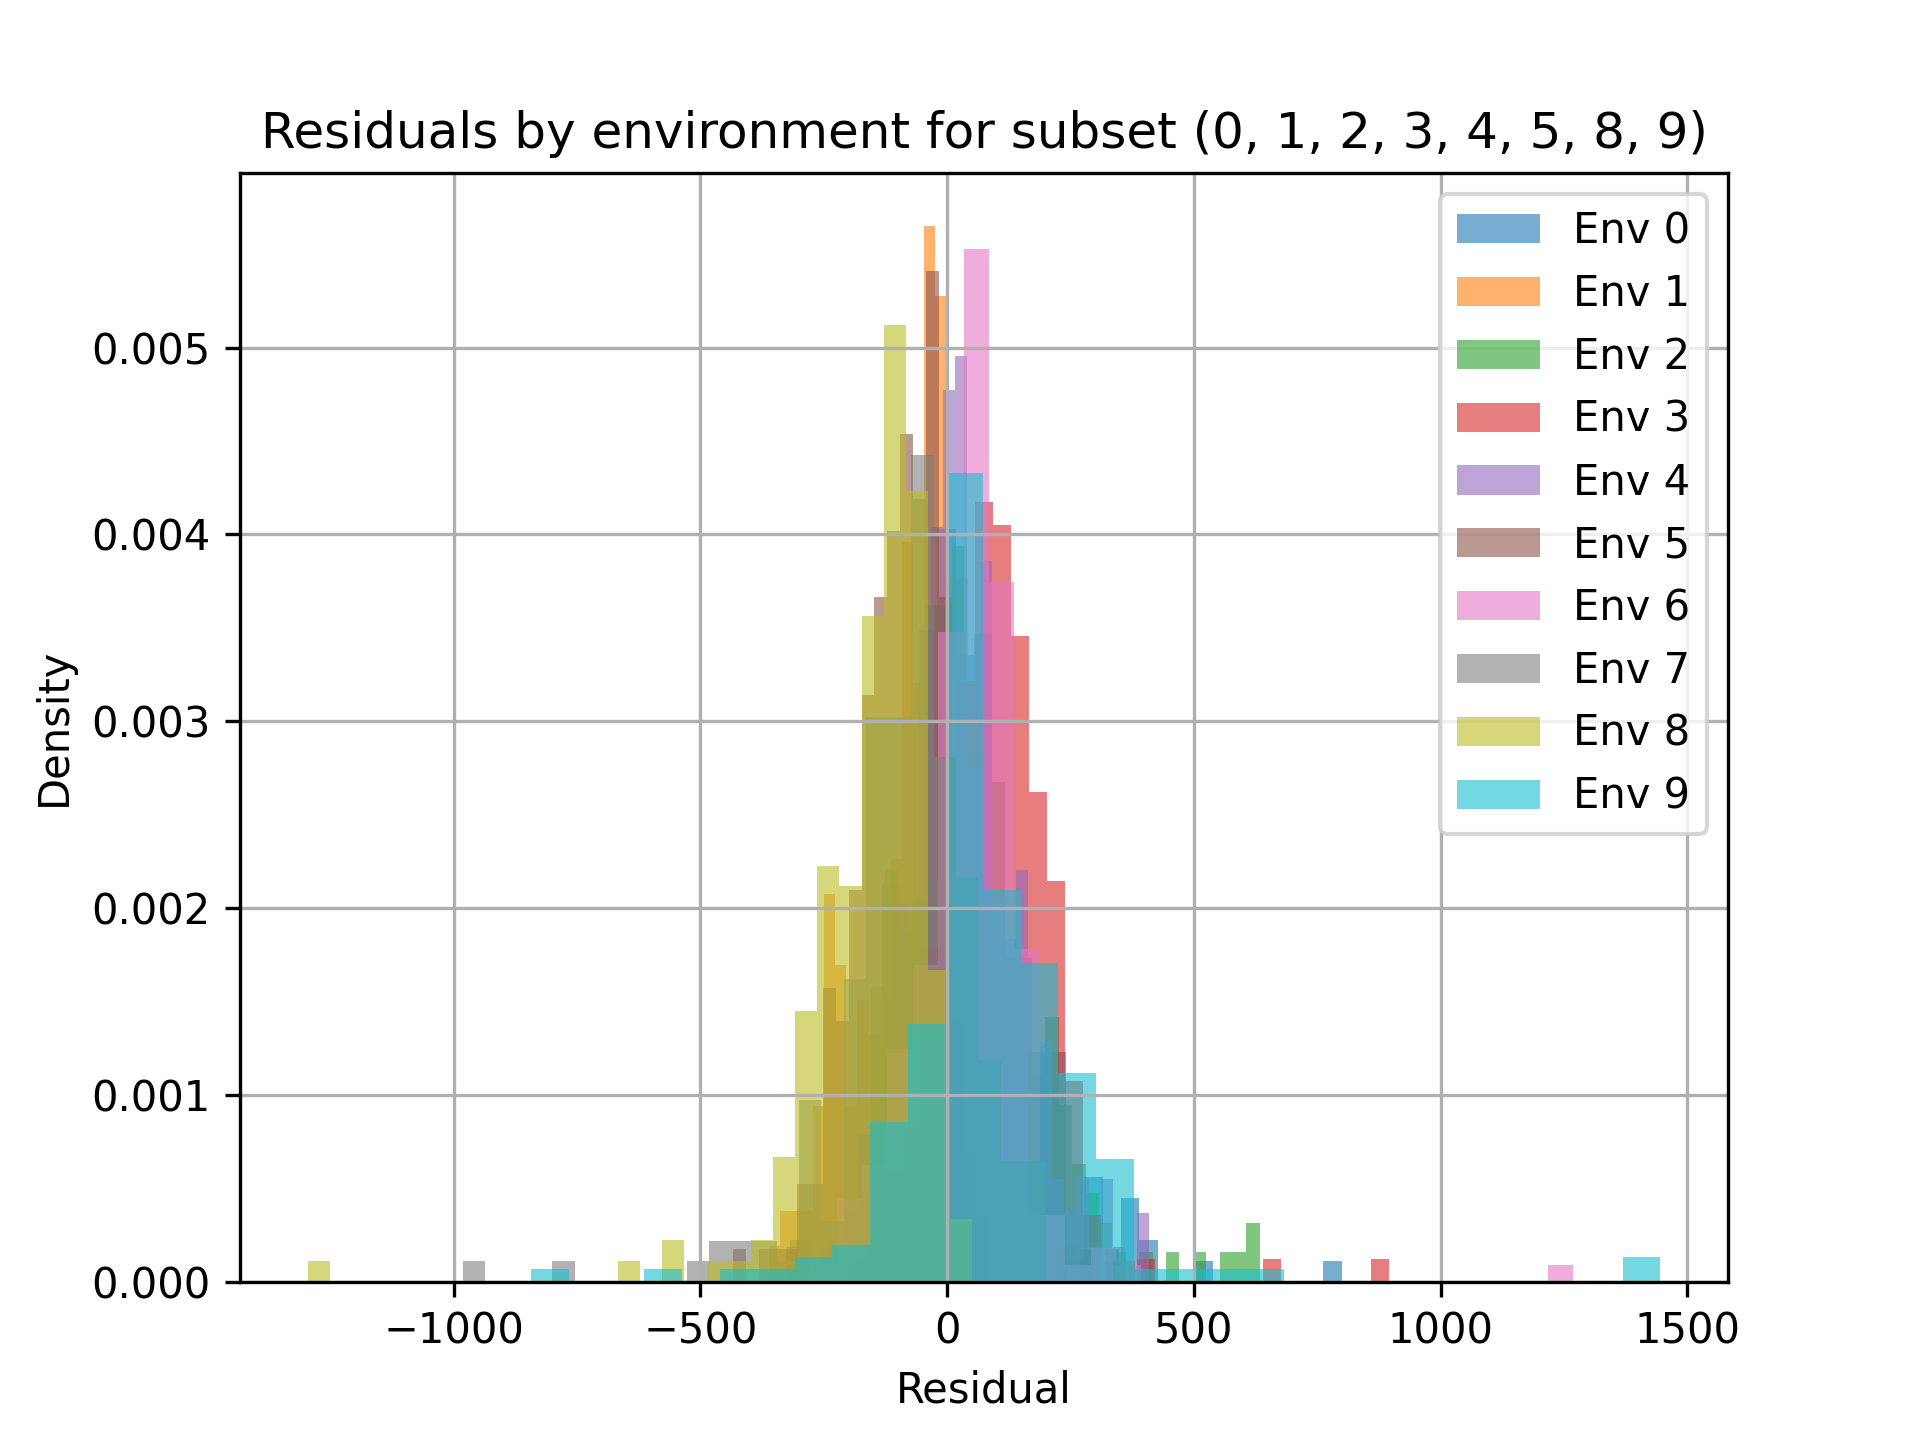 Residuals by environment for subset (0, 1, 2, 3, 4, 5, 8, 9)
Env 0
Env 1
Env 2
Env 3
Env 4
Env 5
Env 6
Env 7
Env 8
Env 9
Density
0.005
0.004
0.003
0.002
0.001
0.000
−1000 −500 0 500 1000 1500
Residual